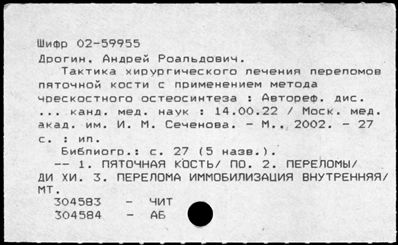 Шифр 02-59955
Дрогин, Андрей Роальдович.
Тактика хирургического лечения переломов
пяточной кости с применением метода
чрескостного остеосинтеза : Автореф. дис.
... канд. мед. наук : 14.00.22 / Моск. мед.
акад. им. И. М. Сеченова. - М., 2002. - 27
с. : ил.
Библиогр.: с. 27 (5 назв.).
-- 1. ПЯТОЧНАЯ КОСТЬ/ ПО. 2. ПЕРЕЛОМЫ/
ДИ ХИ. 3. ПЕРЕЛОМА ИММОБИЛИЗАЦИЯ ВНУТРЕННЯЯ/
МТ.
304583 - ЧИТ
304584 - АБ